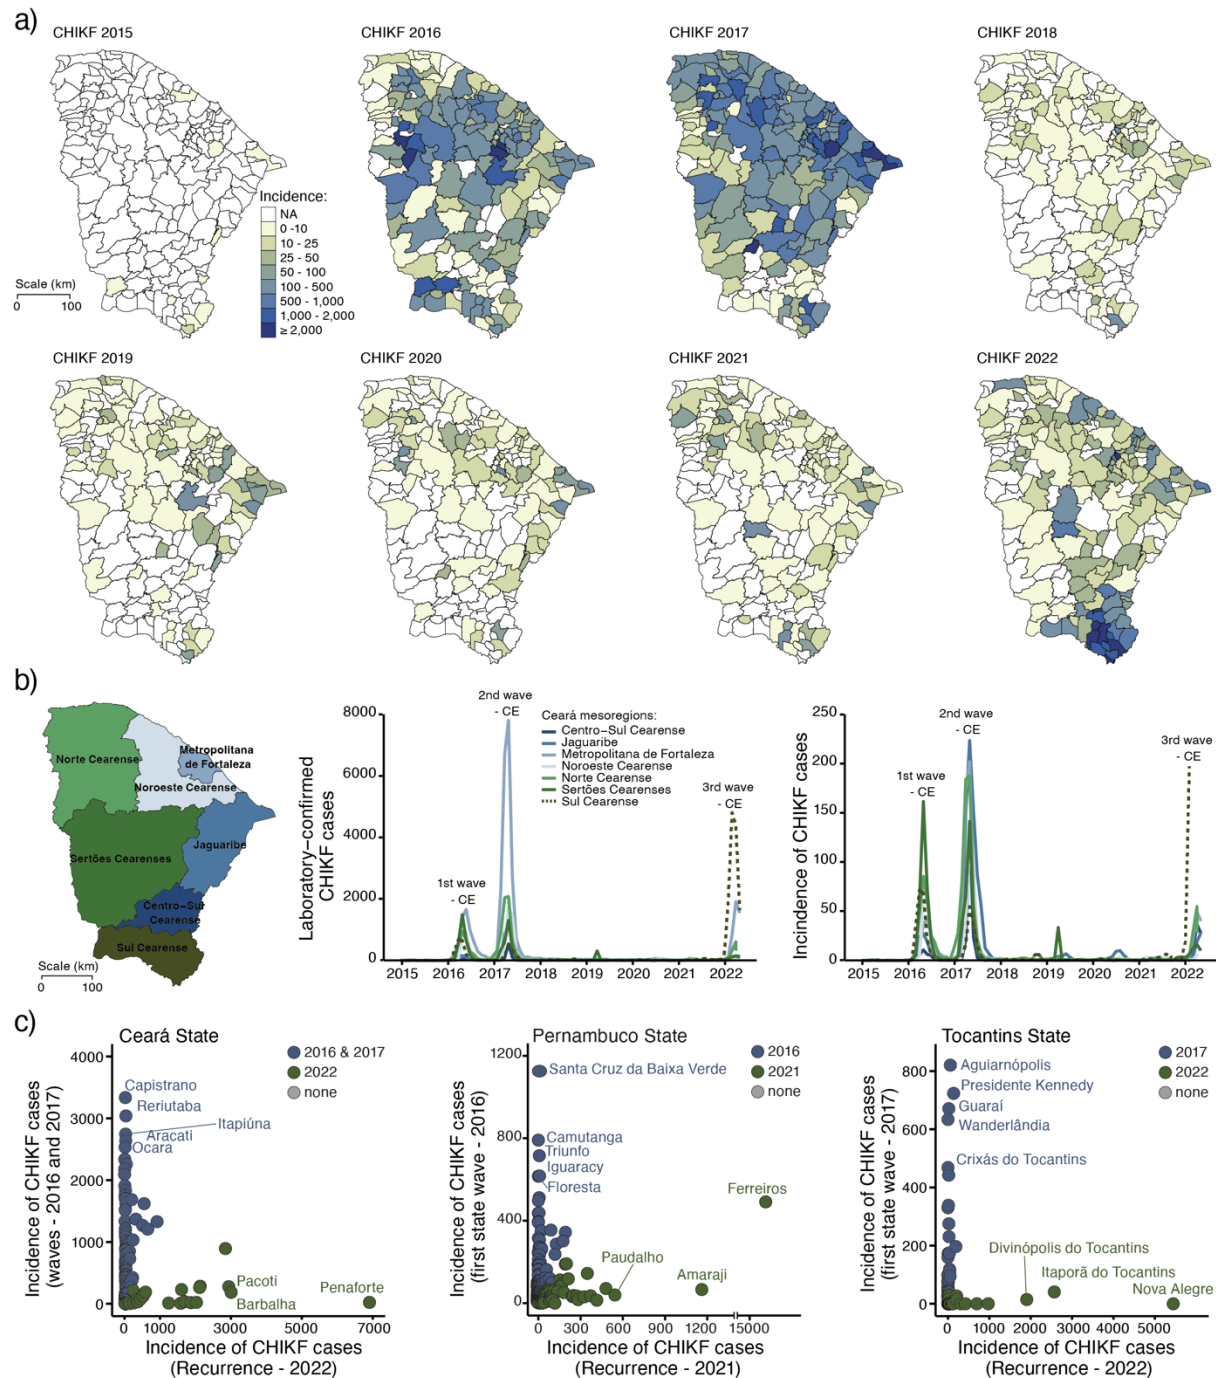 a)
CHIKF 2015
CHIKF 2016
CHIKF 2017
CHIKF 2018
Incidence:
NA
0 -10
10 - 25
25 - 50
50 - 100
100 - 500
500 - 1,000
1,000 - 2,000
≥ 2,000
Scale (km)
0 100
CHIKF 2019
CHIKF 2020
CHIKF 2021
CHIKF 2022
b)
Norte Cearense
Metropolitana
de Fortaleza
Noroeste Cearense
Sertões Cearenses
Jaguaribe
Centro-Sul
Cearense
Sul Cearense
Scale (km)
0 100
Laboratory-confirmed
CHIKF cases
8000
6000
4000
2000
0
1st wave
- CE
2nd wave
- CE
3rd wave
- CE
Ceará mesoregions:
Centro-Sul Cearense
Jaguaribe
Metropolitana de Fortaleza
Noroeste Cearense
Norte Cearense
Sertões Cearenses
Sul Cearense
2015 2016 2017 2018 2019 2020 2021 2022
Incindence of CHIKF cases
250
200
150
100
50
0
1st wave
- CE
2nd wave
- CE
3rd wave
- CE
2015 2016 2017 2018 2019 2020 2021 2022
c)
Ceará State
Incidence of CHIKF cases
(waves - 2016 and 2017)
4000
3000
2000
1000
0
2016 & 2017
2022
none
Capistrano
Reriutaba
Itapiúna
Aracati
Ocara
Pacoti
Barbalha
Penaforte
0 1000 3000 5000 7000
Incidence of CHIKF cases
(Recurrence - 2022)
Pernambuco State
Incidence of CHIKF cases
(first state wave - 2016)
1200
800
400
0
2016
2021
none
Santa Cruz da Baixa Verde
Camutanga
Triunfo
Iguaracy
Floresta
Ferreiros
Paudalho
Amaraji
0 300 600 900 1200 15000
Incidence of CHIKF cases
(Recurrence - 2021)
Tocantins State
Incidence of CHIKF cases
(first state wave - 2017)
800
600
400
200
0
2017
2022
none
Aguiarnópolis
Presidente Kennedy
Guaraí
Wanderlândia
Crixás do Tocantins
Divinópolis do Tocantins
Itaporã do Tocantins
Nova Alegre
0 1000 2000 3000 4000 5000
Incidence of CHIKF cases
(Recurrence - 2022)